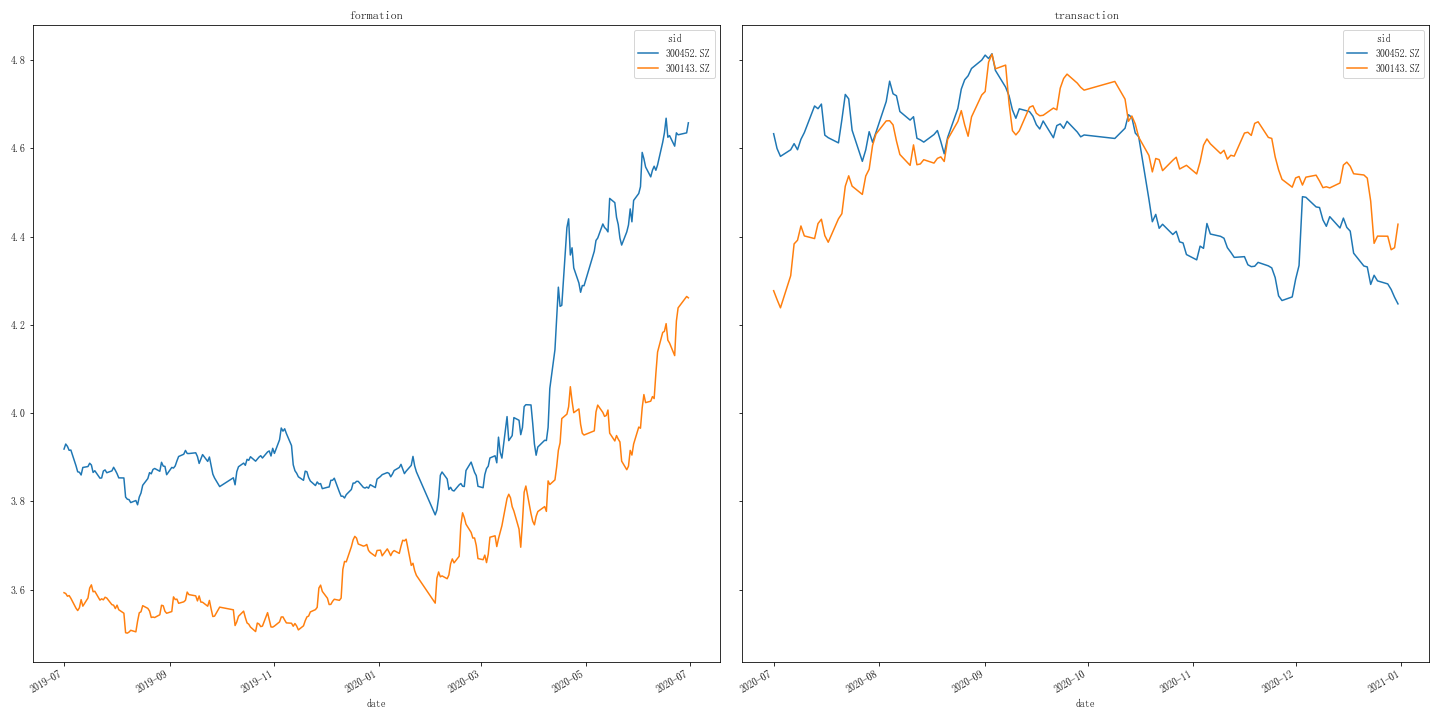 formation
sid
300452.SZ
300143.SZ
4.8
4.6
4.4
4.2
4.0
3.8
3.6
2019-07
2019-09
2019-11
2020-01
2020-03
2020-05
2020-07
date
transaction
sid
300452.SZ
300143.SZ
2020-07
2020-08
2020-09
2020-10
2020-11
2020-12
2021-01
date